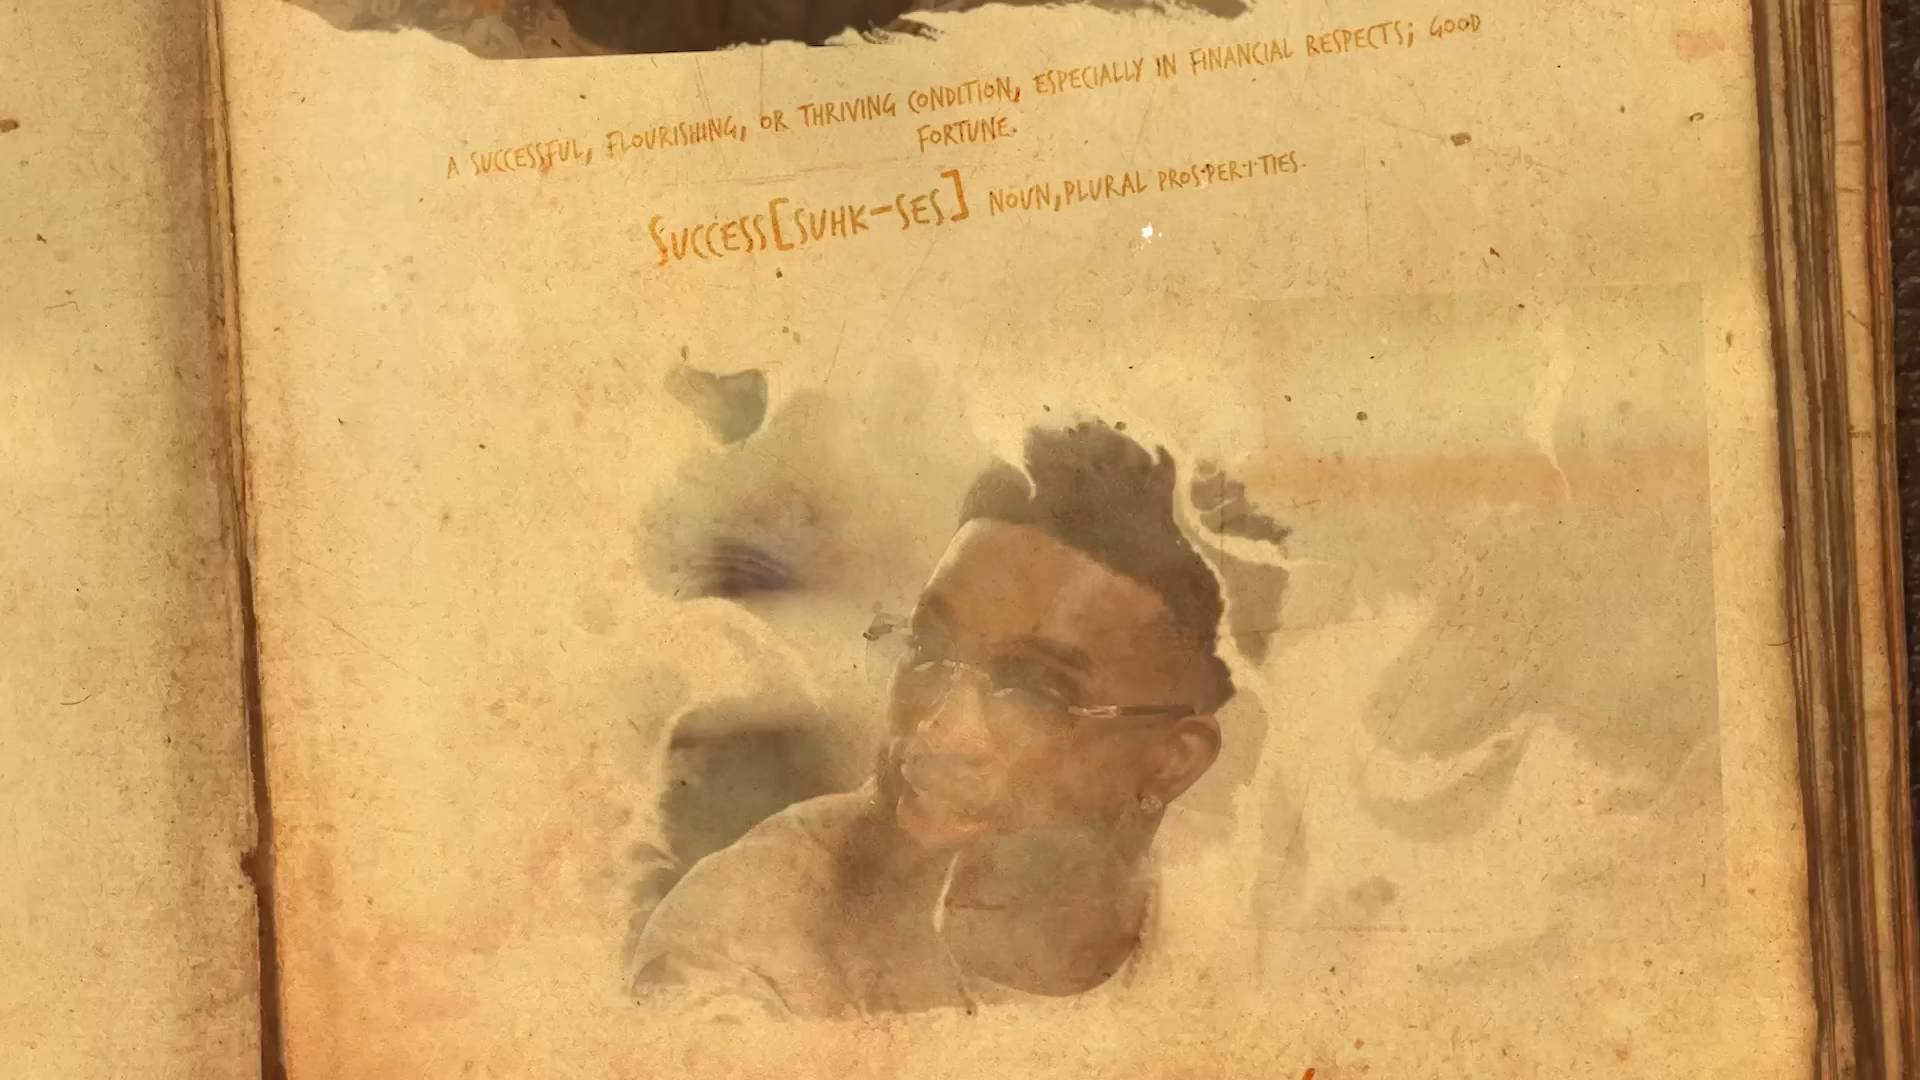 A SUCCESSFUL, FLOURISHING, OR THRIVING CONDITION, ESPECIALLY IN FINANCIAL RESPECTS; GOOD
FORTUNE.
SUCCESS[SUHK-SES] NOUN,PLURAL PROS·PER·I·TIES.